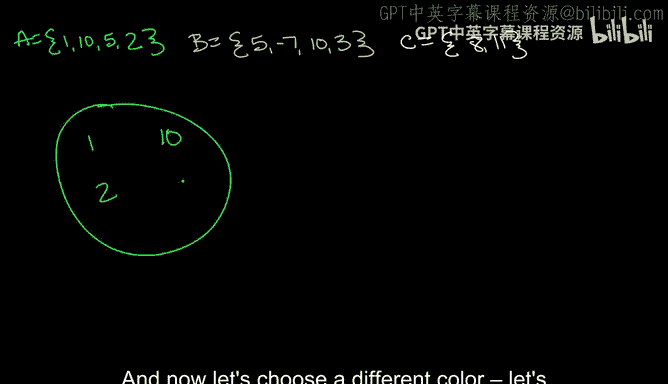 GPT中英字幕课程资源@bilibili
GPT中英字幕课程资源 bilibili
A={1,10,5,2} B={5,-7,10,3} C={
1 10
2
And now let's choose a different color – let's